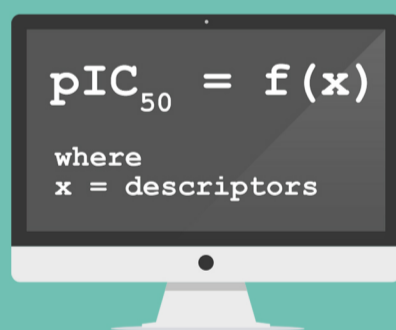 pIC₅₀ = f(x)
where
x = descriptors